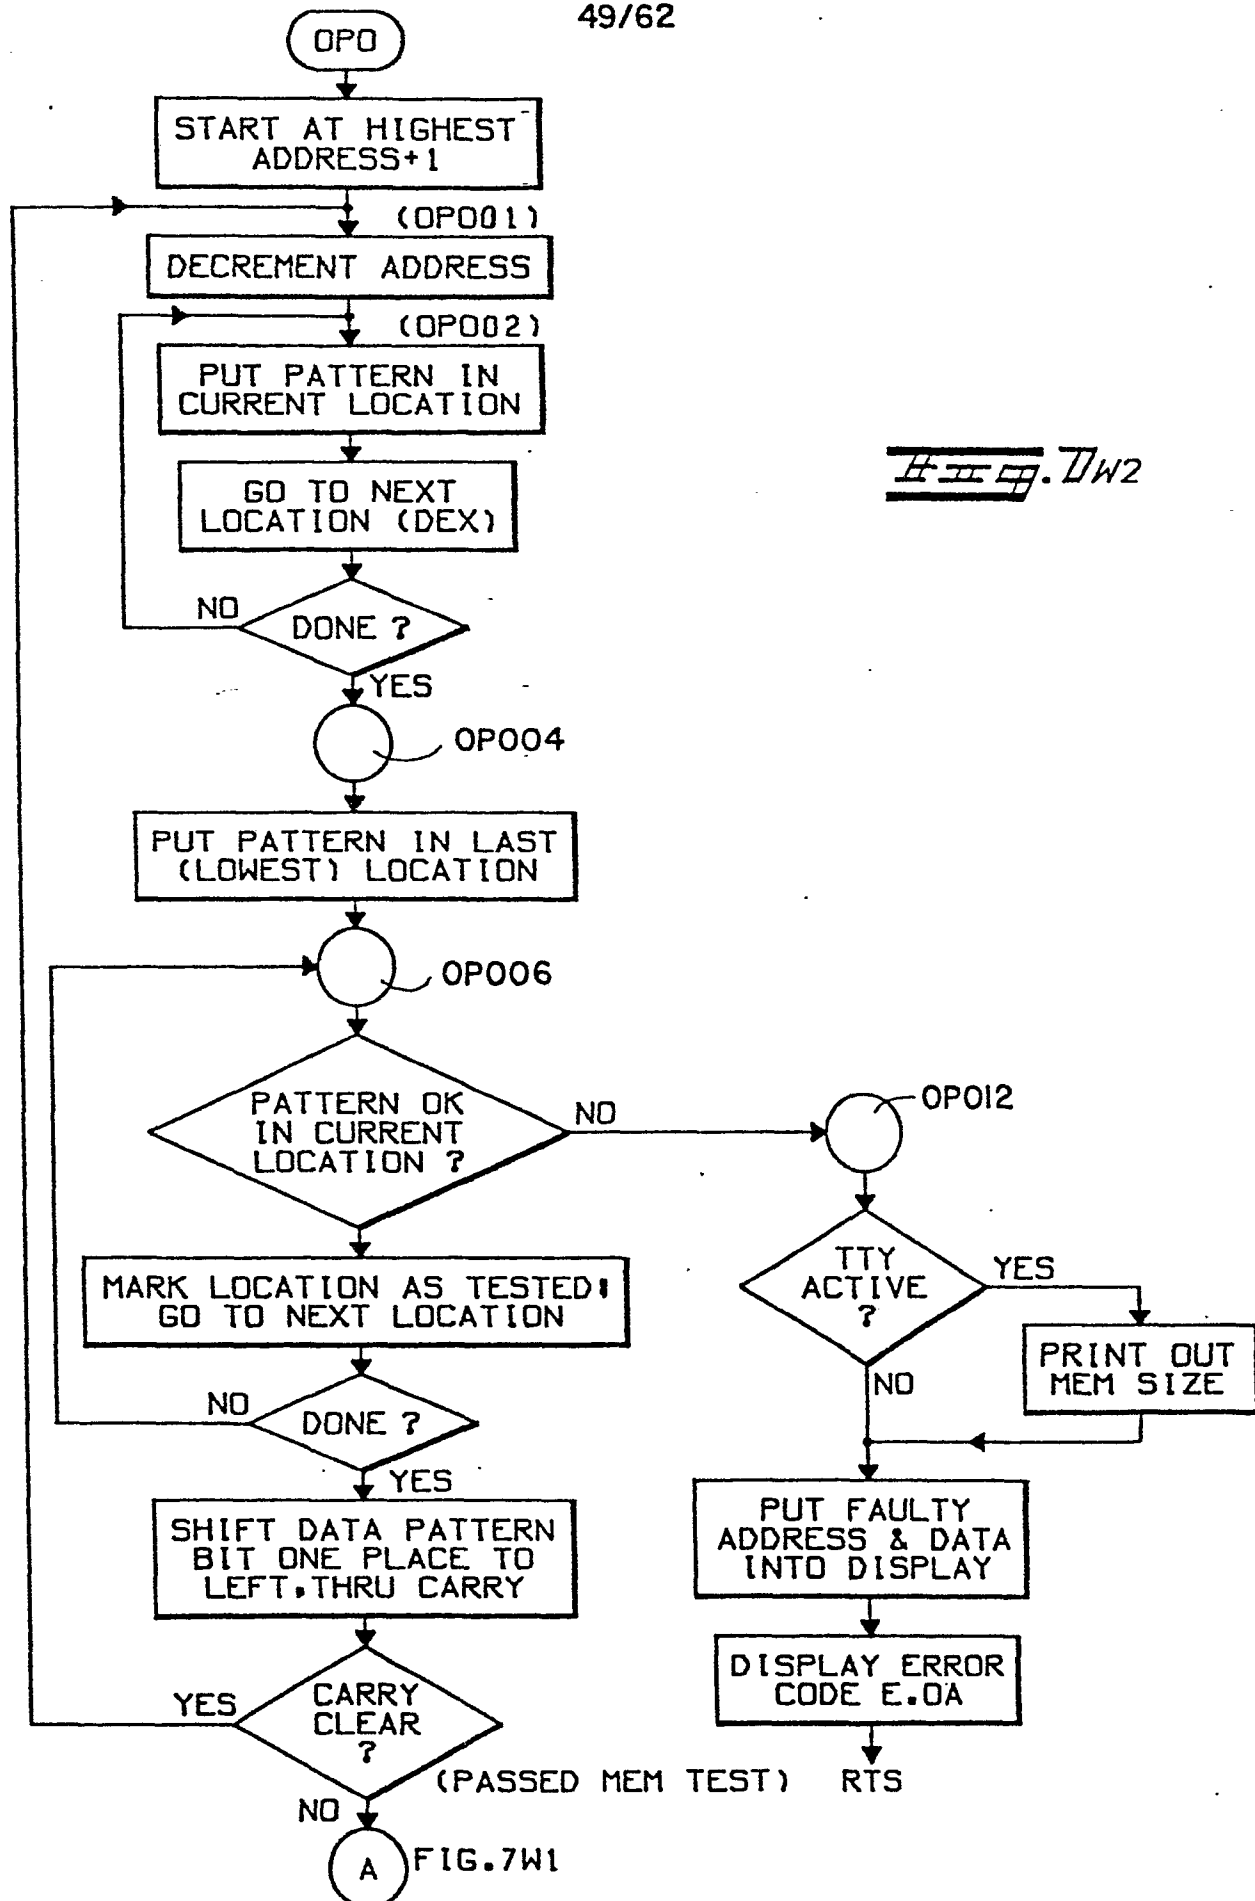 49/62
OPO
START AT HIGHEST
ADDRESS+1
(OPO01)
DECREMENT ADDRESS
(OPO02)
PUT PATTERN IN
CURRENT LOCATION
GO TO NEXT
LOCATION (DEX)
NO
DONE ?
YES
OPO04
PUT PATTERN IN LAST
(LOWEST) LOCATION
OPO06
PATTERN OK
IN CURRENT
LOCATION ?
NO
OPO12
MARK LOCATION AS TESTED;
GO TO NEXT LOCATION
NO
DONE ?
YES
SHIFT DATA PATTERN
BIT ONE PLACE TO
LEFT, THRU CARRY
YES
CARRY
CLEAR
?
(PASSED MEM TEST)
NO
A
FIG.7W1
TTY
ACTIVE
?
YES
PRINT OUT
MEM SIZE
NO
PUT FAULTY
ADDRESS & DATA
INTO DISPLAY
DISPLAY ERROR
CODE E.0A
RTS
Fig. 7W2